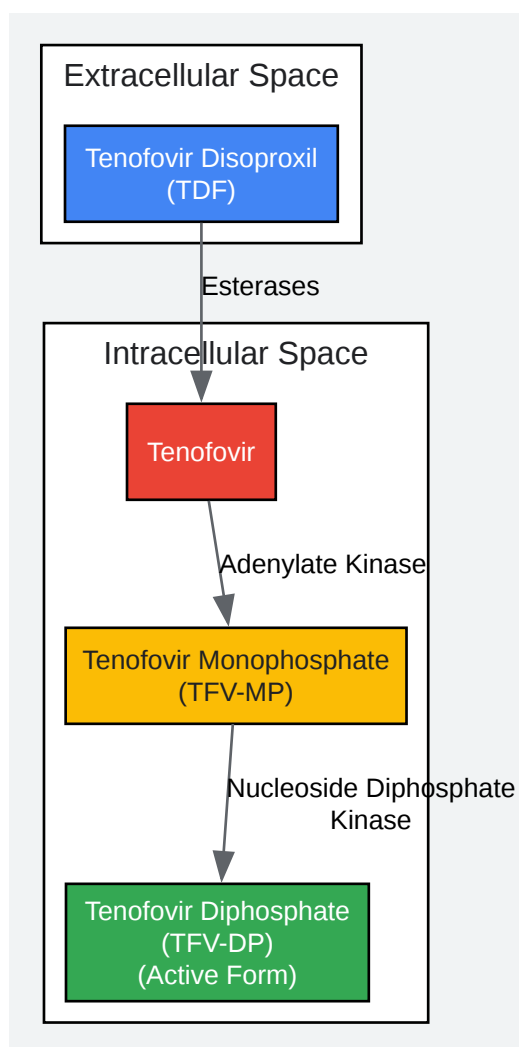 Extracellular Space
Tenofovir Disoproxil
(TDF)
Esterases
Intracellular Space
Tenofovir
Adenylate Kinase
Tenofovir Monophosphate
(TFV-MP)
Nucleoside Diphosphate
Kinase
Tenofovir Diphosphate
(TFV-DP)
(Active Form)